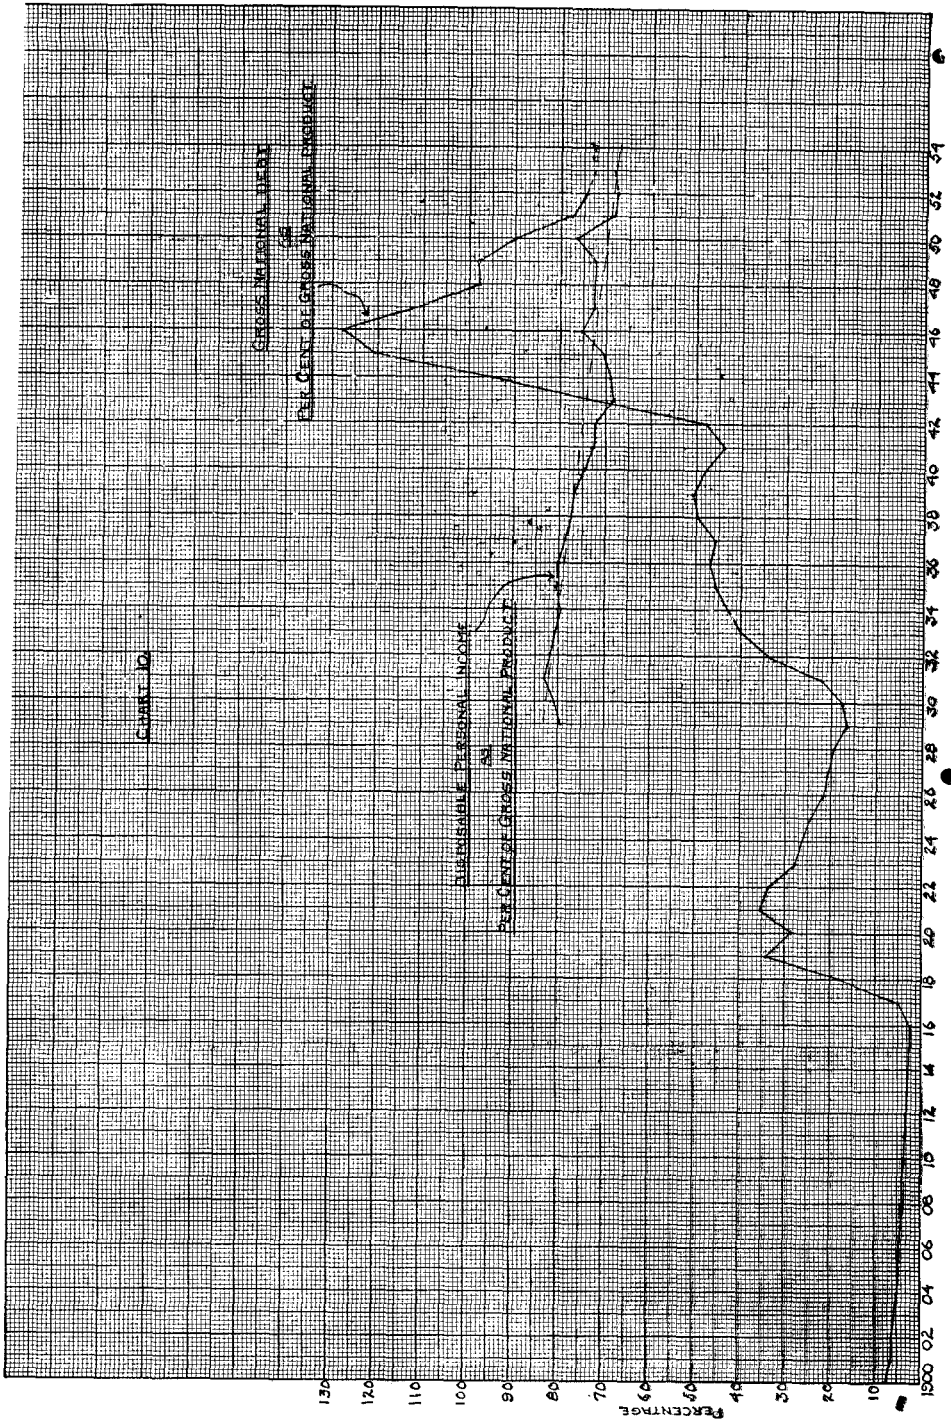 CHART 10
GROSS NATIONAL DEBT
AS
PER CENT OF GROSS NATIONAL PRODUCT
DISPOSABLE PERSONAL INCOME
AS
PER CENT OF GROSS NATIONAL PRODUCT
PERCENTAGE
130
120
110
100
90
80
70
60
50
40
30
20
10
1900 02 04 06 08 10 12 14 16 18 20 22 24 26 28 30 32 34 36 38 40 42 44 46 48 50 52 54